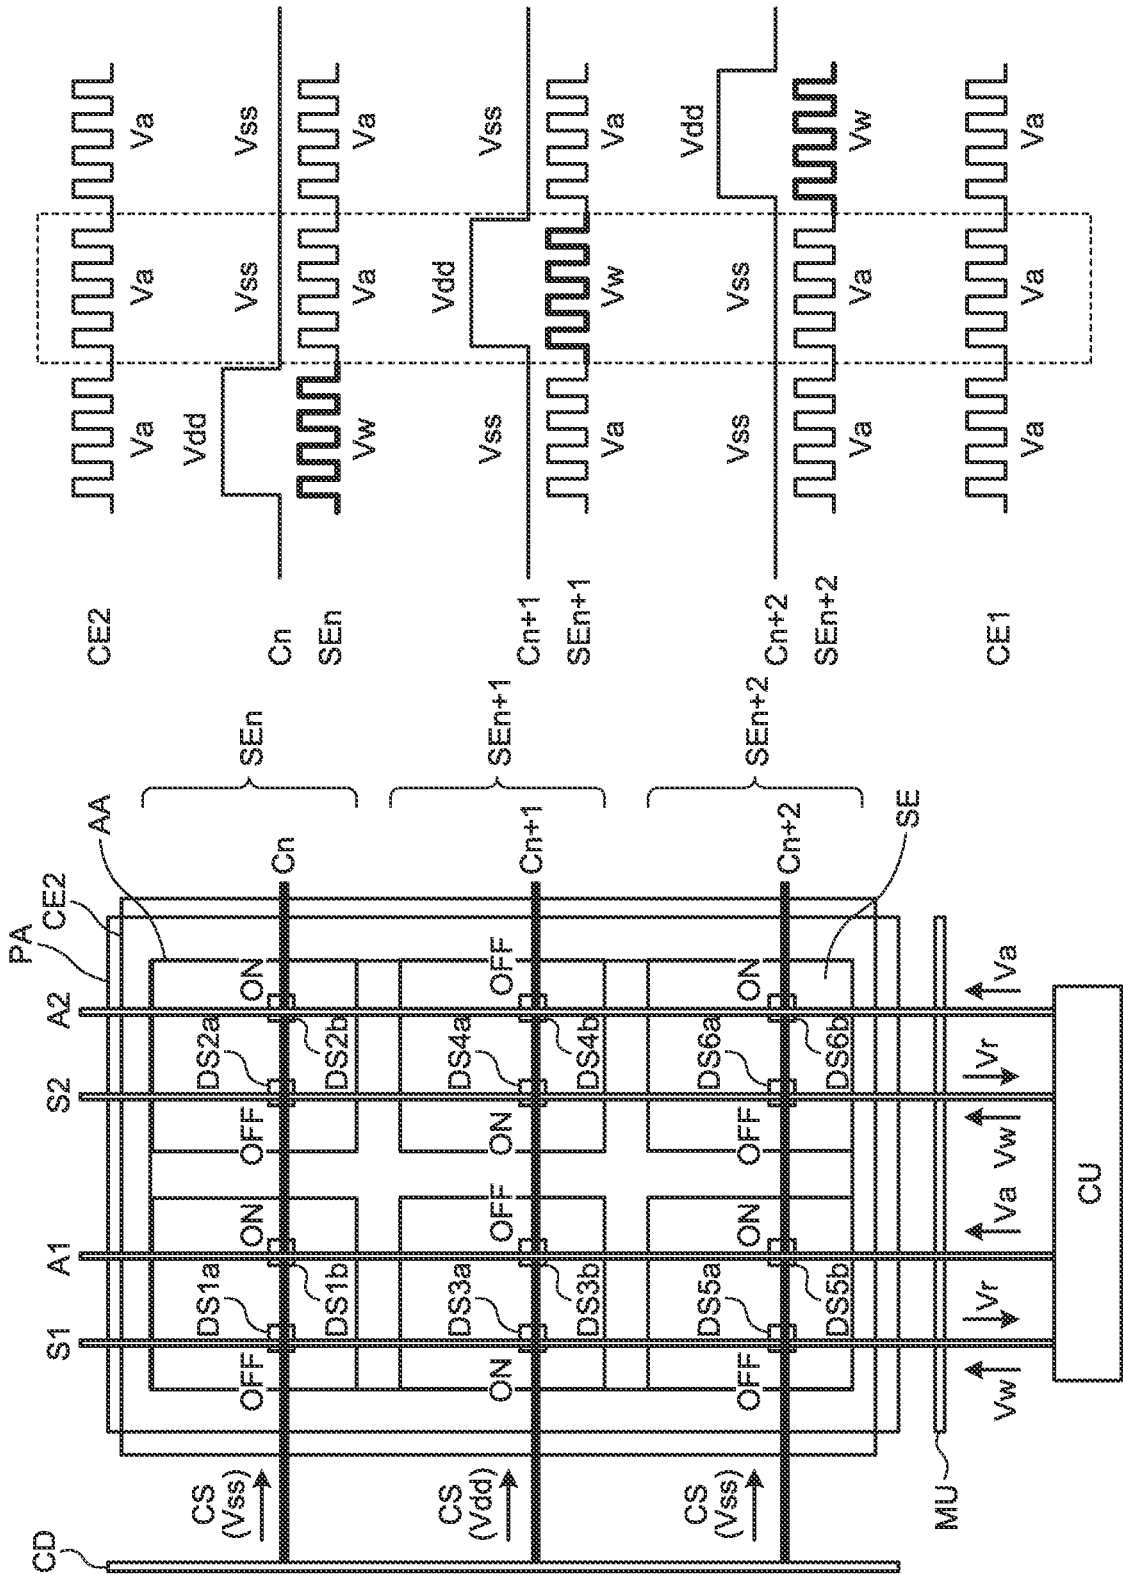 CE2
Va
Va
Va
Cn
Vdd
Vss
Vss
SEn
Vw
Va
Va
Cn+1
Vss
Vdd
Vss
SEn+1
Va
Vw
Va
Cn+2
Vss
Vss
Vdd
SEn+2
Va
Va
Vw
CE1
Va
Va
Va
CD
S1
A1
S2
A2
PA
CE2
AA
CS
(Vss)
OFF
DS1a
ON
DS1b
OFF
DS2a
ON
DS2b
Cn
SEn
CS
(Vdd)
ON
DS3a
OFF
DS3b
ON
DS4a
OFF
DS4b
Cn+1
SEn+1
CS
(Vss)
OFF
DS5a
ON
DS5b
OFF
DS6a
ON
DS6b
Cn+2
SEn+2
SE
MU
Vw
Vr
Va
Vw
Vr
Va
CU